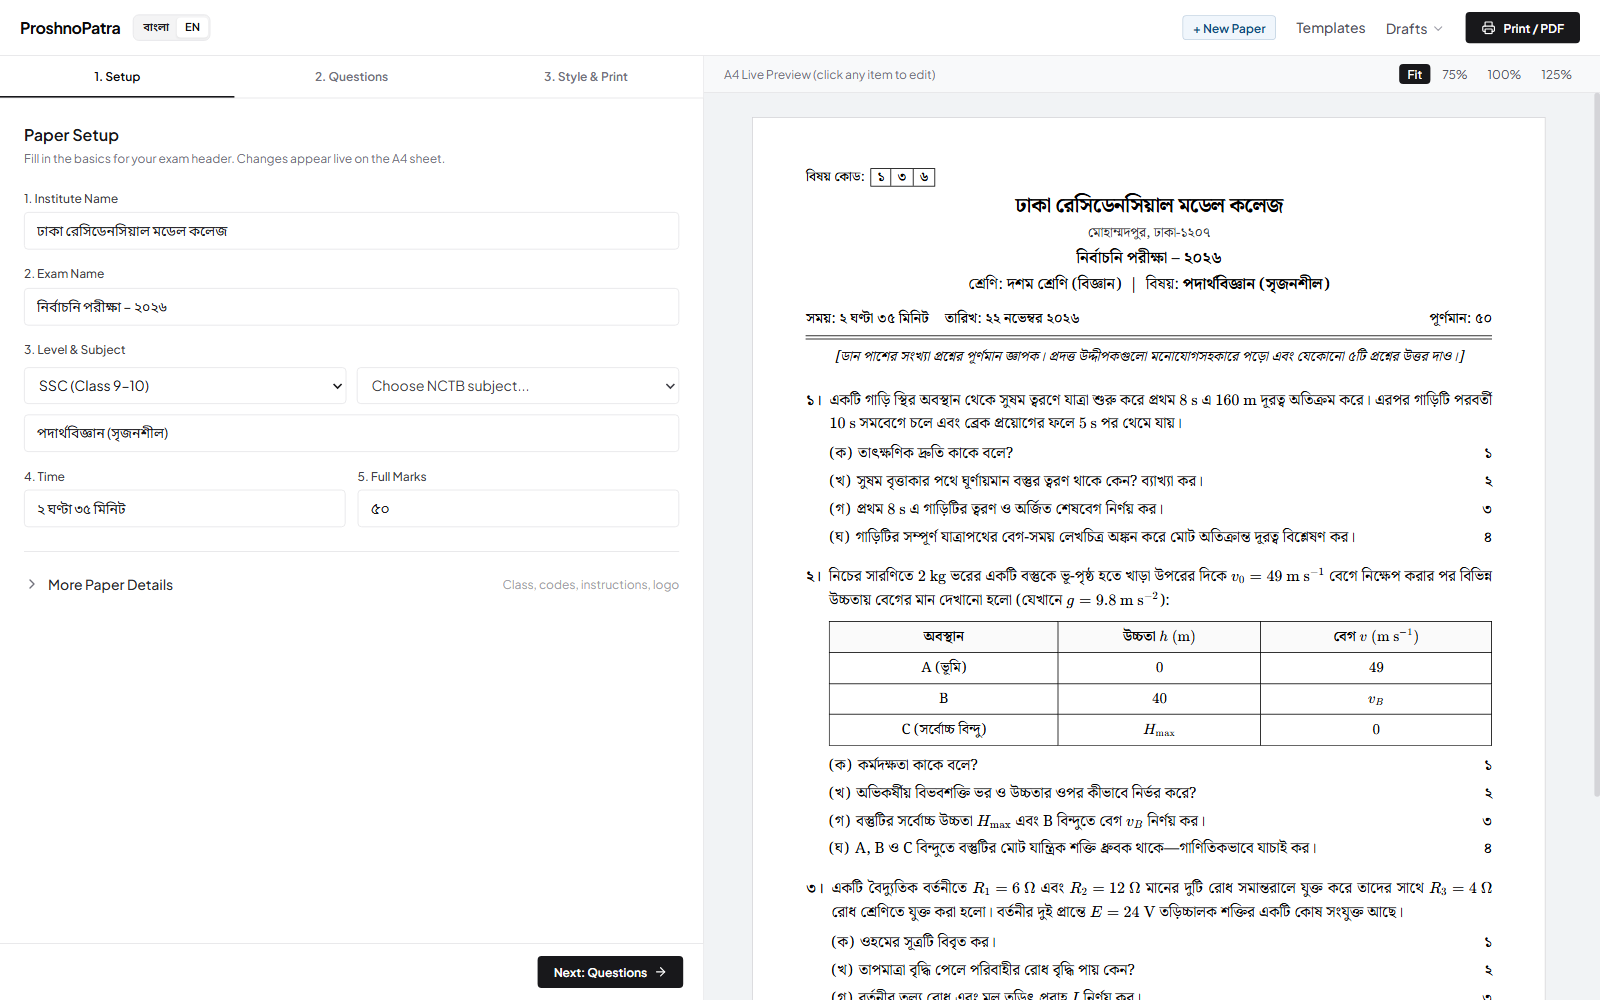 ProshnoPatra বাংলা EN
+ New Paper Templates Drafts Print / PDF
1. Setup 2. Questions 3. Style & Print
Paper Setup
Fill in the basics for your exam header. Changes appear live on the A4 sheet.
1. Institute Name
ঢাকা রেসিডেনসিয়াল মডেল কলেজ
2. Exam Name
নির্বাচনি পরীক্ষা – ২০২৬
3. Level & Subject
SSC (Class 9–10) Choose NCTB subject...
পদার্থবিজ্ঞান (সৃজনশীল)
4. Time 5. Full Marks
২ ঘণ্টা ৩৫ মিনিট ৫০
More Paper Details Class, codes, instructions, logo
Next: Questions →
A4 Live Preview (click any item to edit) Fit 75% 100% 125%
বিষয় কোড: ১ ৩ ৬
ঢাকা রেসিডেনসিয়াল মডেল কলেজ
মোহাম্মদপুর, ঢাকা-১২০৭
নির্বাচনি পরীক্ষা – ২০২৬
শ্রেণি: দশম শ্রেণি (বিজ্ঞান) | বিষয়: পদার্থবিজ্ঞান (সৃজনশীল)
সময়: ২ ঘণ্টা ৩৫ মিনিট তারিখ: ২২ নভেম্বর ২০২৬ পূর্ণমান: ৫০
[ডান পাশের সংখ্যা প্রশ্নের পূর্ণমান জ্ঞাপক। প্রদত্ত উদ্দীপকগুলো মনোযোগসহকারে পড়ো এবং যেকোনো ৫টি প্রশ্নের উত্তর দাও।]
১। একটি গাড়ি স্থির অবস্থান থেকে সুষম ত্বরণে যাত্রা শুরু করে প্রথম 8 s এ 160 m দূরত্ব অতিক্রম করে। এরপর গাড়িটি পরবর্তী
10 s সমবেগে চলে এবং ব্রেক প্রয়োগের ফলে 5 s পর থেমে যায়।
(ক) তাৎক্ষণিক দ্রুতি কাকে বলে? ১
(খ) সুষম বৃত্তাকার পথে ঘূর্ণায়মান বস্তুর ত্বরণ থাকে কেন? ব্যাখ্যা কর। ২
(গ) প্রথম 8 s এ গাড়িটির ত্বরণ ও অর্জিত শেষবেগ নির্ণয় কর। ৩
(ঘ) গাড়িটির সম্পূর্ণ যাত্রাপথের বেগ-সময় লেখচিত্র অঙ্কন করে মোট অতিক্রান্ত দূরত্ব বিশ্লেষণ কর। ৪
২। নিচের সারণিতে 2 kg ভরের একটি বস্তুকে ভূ-পৃষ্ঠ হতে খাড়া উপরের দিকে v₀ = 49 m s⁻¹ বেগে নিক্ষেপ করার পর বিভিন্ন
উচ্চতায় বেগের মান দেখানো হলো (যেখানে g = 9.8 m s⁻²):
অবস্থান উচ্চতা h (m) বেগ v (m s⁻¹)
A (ভূমি) 0 49
B 40 v_B
C (সর্বোচ্চ বিন্দু) H_max 0
(ক) কর্মদক্ষতা কাকে বলে? ১
(খ) অভিকর্ষীয় বিভবশক্তি ভর ও উচ্চতার ওপর কীভাবে নির্ভর করে? ২
(গ) বস্তুটির সর্বোচ্চ উচ্চতা H_max এবং B বিন্দুতে বেগ v_B নির্ণয় কর। ৩
(ঘ) A, B ও C বিন্দুতে বস্তুটির মোট যান্ত্রিক শক্তি ধ্রুবক থাকে—গাণিতিকভাবে যাচাই কর। ৪
৩। একটি বৈদ্যুতিক বর্তনীতে R₁ = 6 Ω এবং R₂ = 12 Ω মানের দুটি রোধ সমান্তরালে যুক্ত করে তাদের সাথে R₃ = 4 Ω
রোধ শ্রেণিতে যুক্ত করা হলো। বর্তনীর দুই প্রান্তে E = 24 V তড়িচ্চালক শক্তির একটি কোষ সংযুক্ত আছে।
(ক) ওহমের সূত্রটি বিবৃত কর। ১
(খ) তাপমাত্রা বৃদ্ধি পেলে পরিবাহীর রোধ বৃদ্ধি পায় কেন? ২
(গ) বর্তনীর তুল্য রোধ এবং মূল তড়িৎ প্রবাহ I নির্ণয় কর। ৩